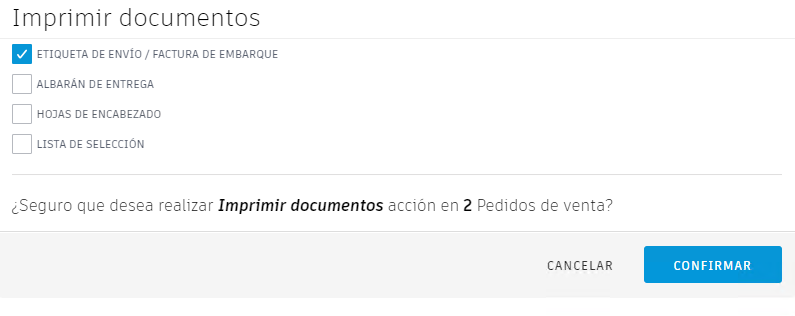 Imprimir documentos
ETIQUETA DE ENVÍO / FACTURA DE EMBARQUE
ALBARÁN DE ENTREGA
HOJAS DE ENCABEZADO
LISTA DE SELECCIÓN
¿Seguro que desea realizar Imprimir documentos acción en 2 Pedidos de venta?
CANCELAR CONFIRMAR